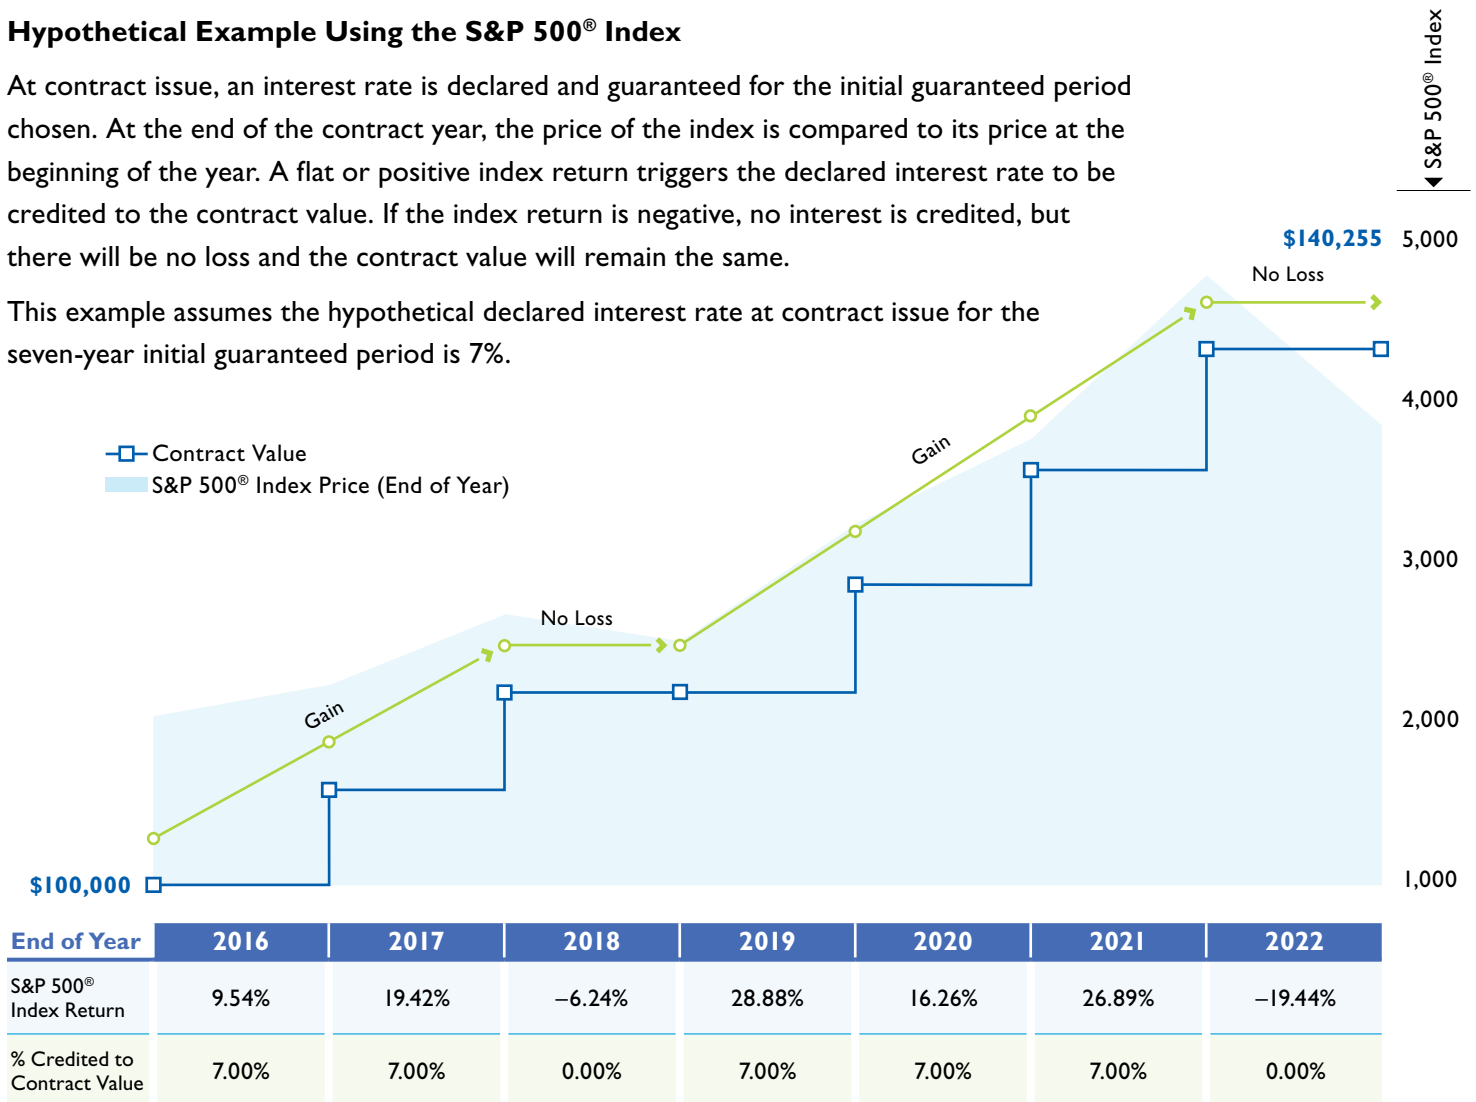 Hypothetical Example Using the S&P 500® Index
At contract issue, an interest rate is declared and guaranteed for the initial guaranteed period
chosen. At the end of the contract year, the price of the index is compared to its price at the
beginning of the year. A flat or positive index return triggers the declared interest rate to be
credited to the contract value. If the index return is negative, no interest is credited, but
there will be no loss and the contract value will remain the same.
This example assumes the hypothetical declared interest rate at contract issue for the
seven-year initial guaranteed period is 7%.
◀ S&P 500® Index
$140,255
5,000
No Loss
4,000
Gain
Contract Value
S&P 500® Index Price (End of Year)
3,000
No Loss
2,000
Gain
$100,000
1,000
End of Year 2016 2017 2018 2019 2020 2021 2022
S&P 500®
Index Return 9.54% 19.42% –6.24% 28.88% 16.26% 26.89% –19.44%
% Credited to
Contract Value 7.00% 7.00% 0.00% 7.00% 7.00% 7.00% 0.00%